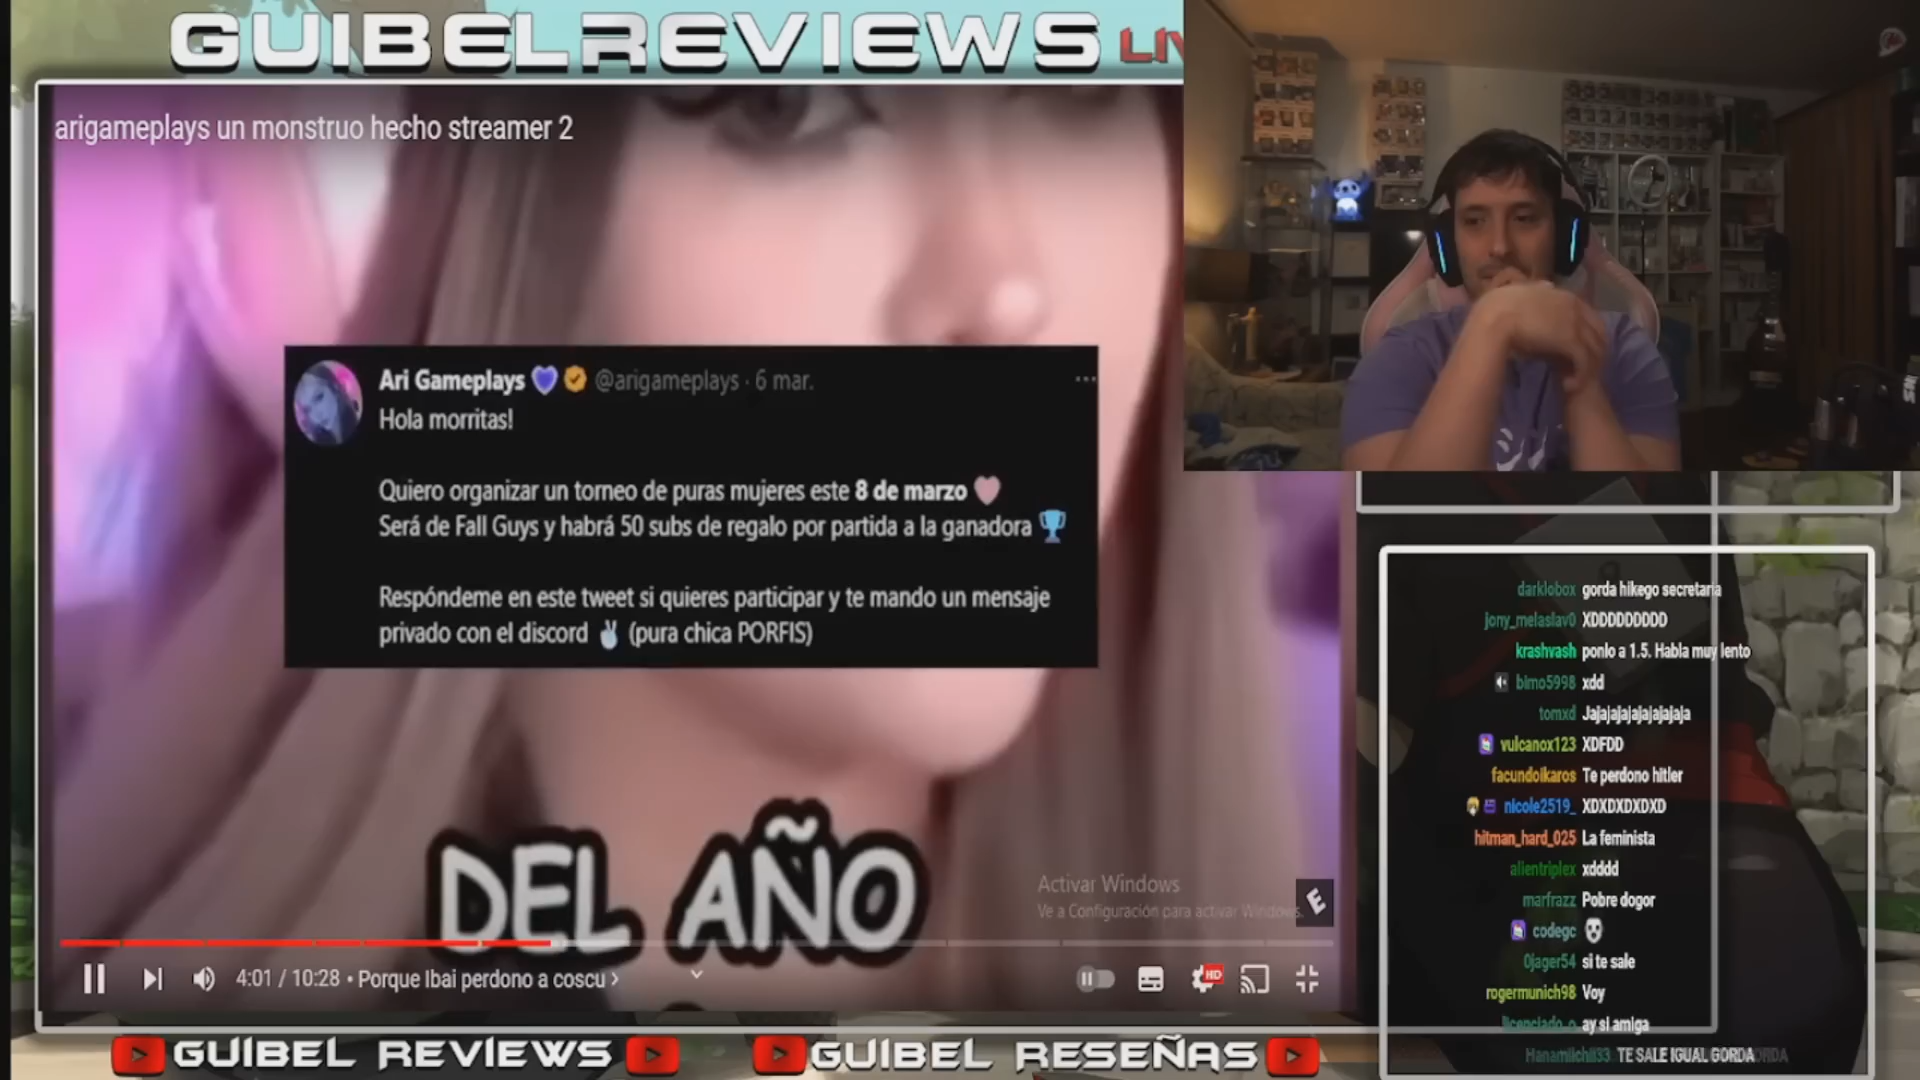 GUIBELREVIEWS
arigameplays un monstruo hecho streamer 2
Ari Gameplays @arigameplays · 6 mar.
Hola morritas!
Quiero organizar un torneo de puras mujeres este 8 de marzo
Será de Fall Guys y habrá 50 subs de regalo por partida a la ganadora
Respóndeme en este tweet si quieres participar y te mando un mensaje
privado con el discord (pura chica PORFIS)
DEL AÑO
Activar Windows
Ve a Configuración para activar Windows.
E
4:01 / 10:28 • Porque Ibai perdono a coscu ›
HD
GUIBEL REVIEWS
GUIBEL RESEÑAS
darklobox gorda hikego secretaria
jony_melaslav0 XDDDDDDDDD
krashvash ponlo a 1.5. Habla muy lento
bimo5998 xdd
tomxd Jajajajajajajajajaja
vulcanox123 XDFDD
facundoikaros Te perdono hitler
nicole2519_ XDXDXDXDXD
hitman_hard_025 La feminista
alientriplex xdddd
marfrazz Pobre dogor
codegc
0jager54 si te sale
rogermunich98 Voy
licenciado_o ay si amiga
TE SALE IGUAL GORDA